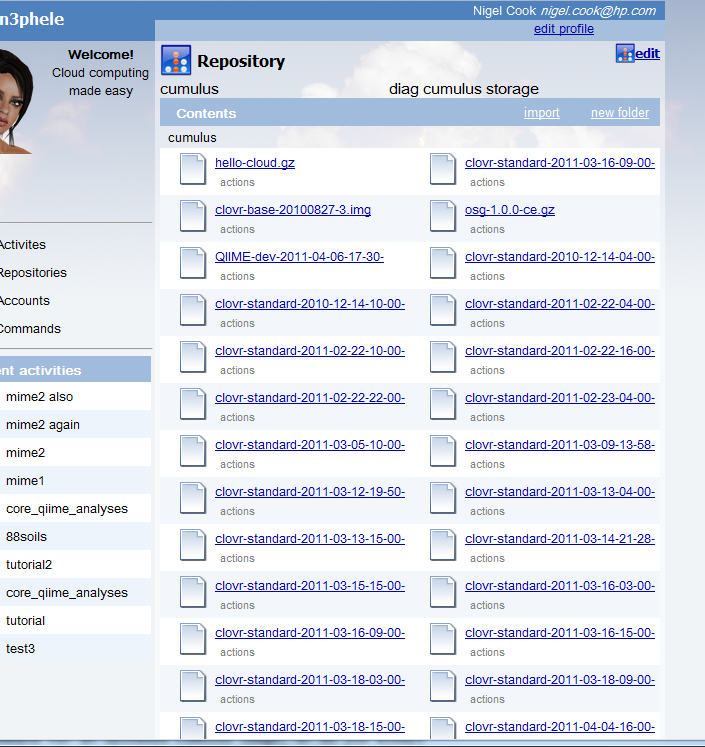 n3phele
Nigel Cook nigel.cook@hp.com
edit profile
Welcome!
Cloud computing
made easy
Activites
Repositories
Accounts
Commands
ent activities
mime2 also
mime2 again
mime2
mime1
core_qiime_analyses
88soils
tutorial2
core_qiime_analyses
tutorial
test3
Repository
edit
cumulus diag cumulus storage
Contents import new folder
cumulus
hello-cloud.gz clovr-standard-2011-03-16-09-00-
actions actions
clovr-base-20100827-3.img osg-1.0.0-ce.gz
actions actions
QIIME-dev-2011-04-06-17-30- clovr-standard-2010-12-14-04-00-
actions actions
clovr-standard-2010-12-14-10-00- clovr-standard-2011-02-22-04-00-
actions actions
clovr-standard-2011-02-22-10-00- clovr-standard-2011-02-22-16-00-
actions actions
clovr-standard-2011-02-22-22-00- clovr-standard-2011-02-23-04-00-
actions actions
clovr-standard-2011-03-05-10-00- clovr-standard-2011-03-09-13-58-
actions actions
clovr-standard-2011-03-12-19-50- clovr-standard-2011-03-13-04-00-
actions actions
clovr-standard-2011-03-13-15-00- clovr-standard-2011-03-14-21-28-
actions actions
clovr-standard-2011-03-15-15-00- clovr-standard-2011-03-16-03-00-
actions actions
clovr-standard-2011-03-16-09-00- clovr-standard-2011-03-16-15-00-
actions actions
clovr-standard-2011-03-18-03-00- clovr-standard-2011-03-18-09-00-
actions actions
clovr-standard-2011-03-18-15-00- clovr-standard-2011-04-04-16-00-